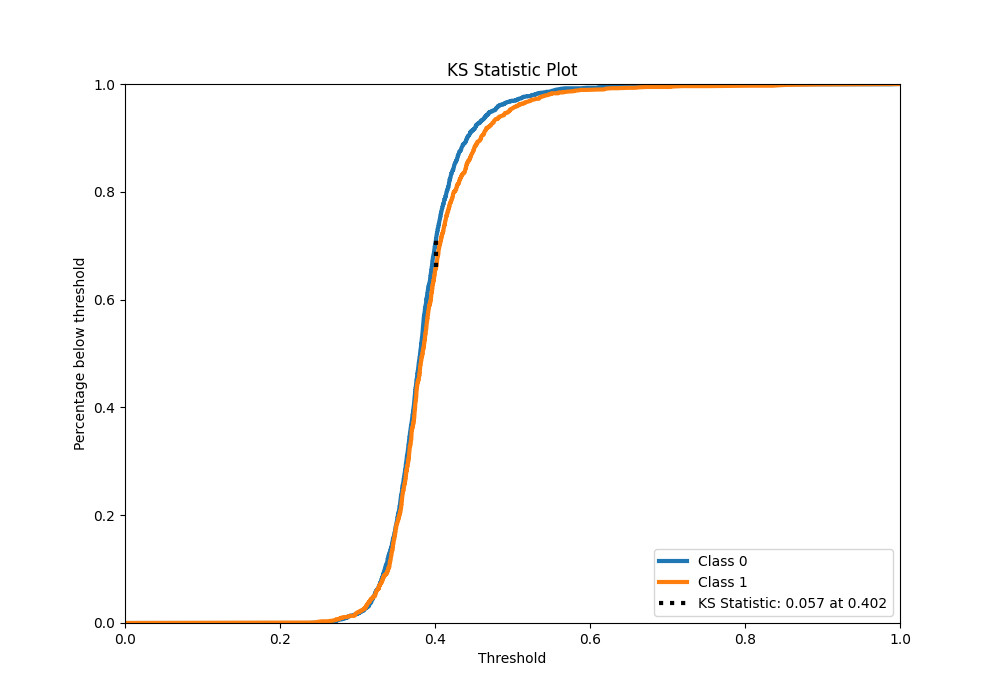 KS Statistic Plot
1.0
0.8
0.6
0.4
0.2
0.0
Percentage below threshold
0.0 0.2 0.4 0.6 0.8 1.0
Threshold
Class 0
Class 1
KS Statistic: 0.057 at 0.402